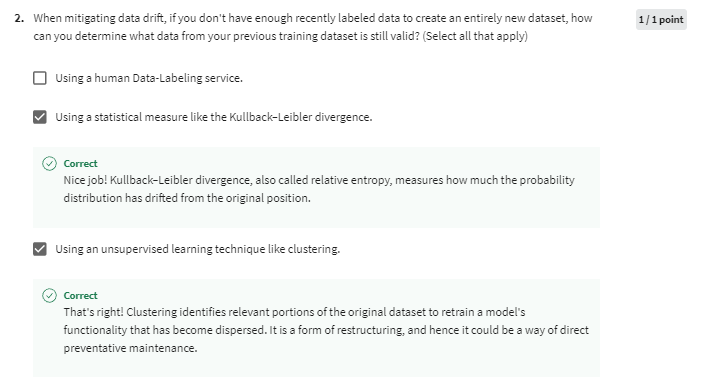 2. When mitigating data drift, if you don't have enough recently labeled data to create an entirely new dataset, how
1 / 1 point
can you determine what data from your previous training dataset is still valid? (Select all that apply)
Using a human Data-Labeling service.
Using a statistical measure like the Kullback–Leibler divergence.
Correct
Nice job! Kullback–Leibler divergence, also called relative entropy, measures how much the probability
distribution has drifted from the original position.
Using an unsupervised learning technique like clustering.
Correct
That's right! Clustering identifies relevant portions of the original dataset to retrain a model's
functionality that has become dispersed. It is a form of restructuring, and hence it could be a way of direct
preventative maintenance.